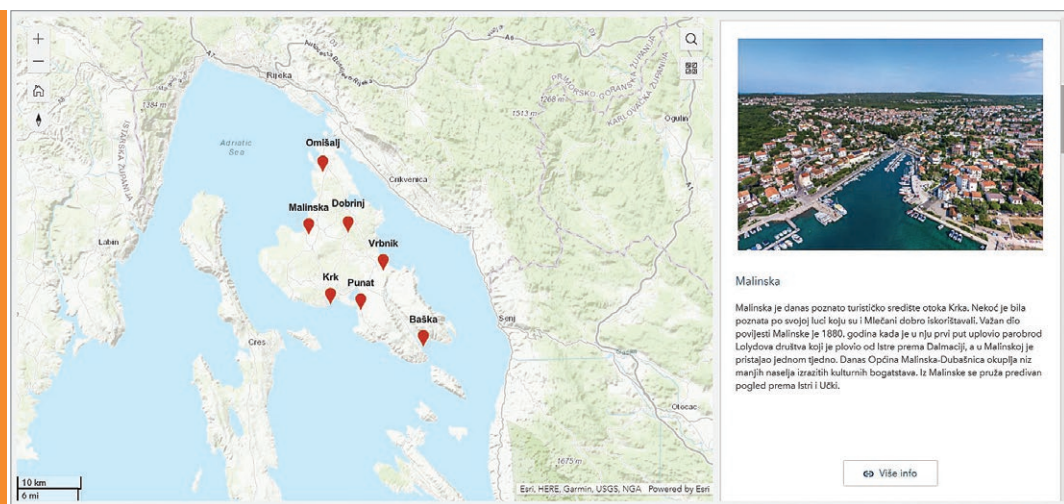 A7
Rijeka
A6
PRIMORSKO-
GORANSKA ŽUPANIJA
KARLOVAČKA ŽUPANIJA
1384 m
ISTARSKA ŽUPANIJA
1268 m
1513 m
Ogulin
A1
Adriatic
Sea
Omišalj
Crikvenica
Malinska
Dobrinj
Labin
Vrbnik
Krk
Punat
Baška
Senj
Cres
Otocac
1675 m
10 km
6 mi
Esri, HERE, Garmin, USGS, NGA
Powered by Esri
Malinska
Malinska je danas poznato turističko središte otoka Krka. Nekoć je bila
poznata po svojoj luci koju su i Mlečani dobro iskorištavali. Važan dio
povijesti Malinske je 1880. godina kada je u nju prvi put uplovio parobrod
Lolydova društva koji je plovio od Istre prema Dalmaciji, a u Malinskoj je
pristajao jednom tjedno. Danas Općina Malinska-Dubašnica okuplja niz
manjih naselja izrazitih kulturnih bogatstava. Iz Malinske se pruža predivan
pogled prema Istri i Učki.
Više info